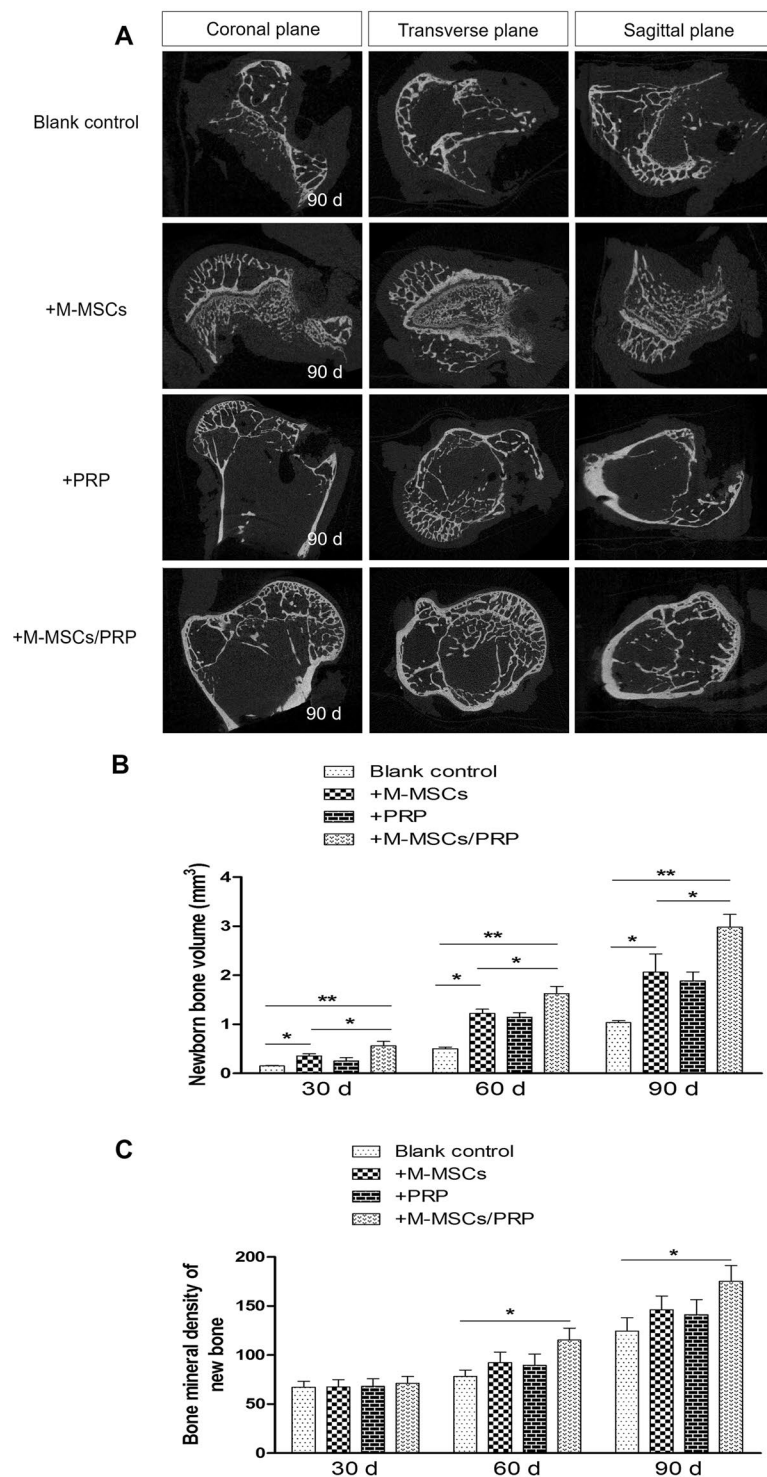 A
Coronal plane Transverse plane Sagittal plane
Blank control
90 d
+M-MSCs
90 d
+PRP
90 d
+M-MSCs/PRP
90 d
B
Blank control
+M-MSCs
+PRP
+M-MSCs/PRP
Newborn bone volume (mm³)
4
3
2
1
0
** * *
** * *
** * *
30 d 60 d 90 d
C
Blank control
+M-MSCs
+PRP
+M-MSCs/PRP
Bone mineral density of
new bone
200
150
100
50
0
* *
30 d 60 d 90 d